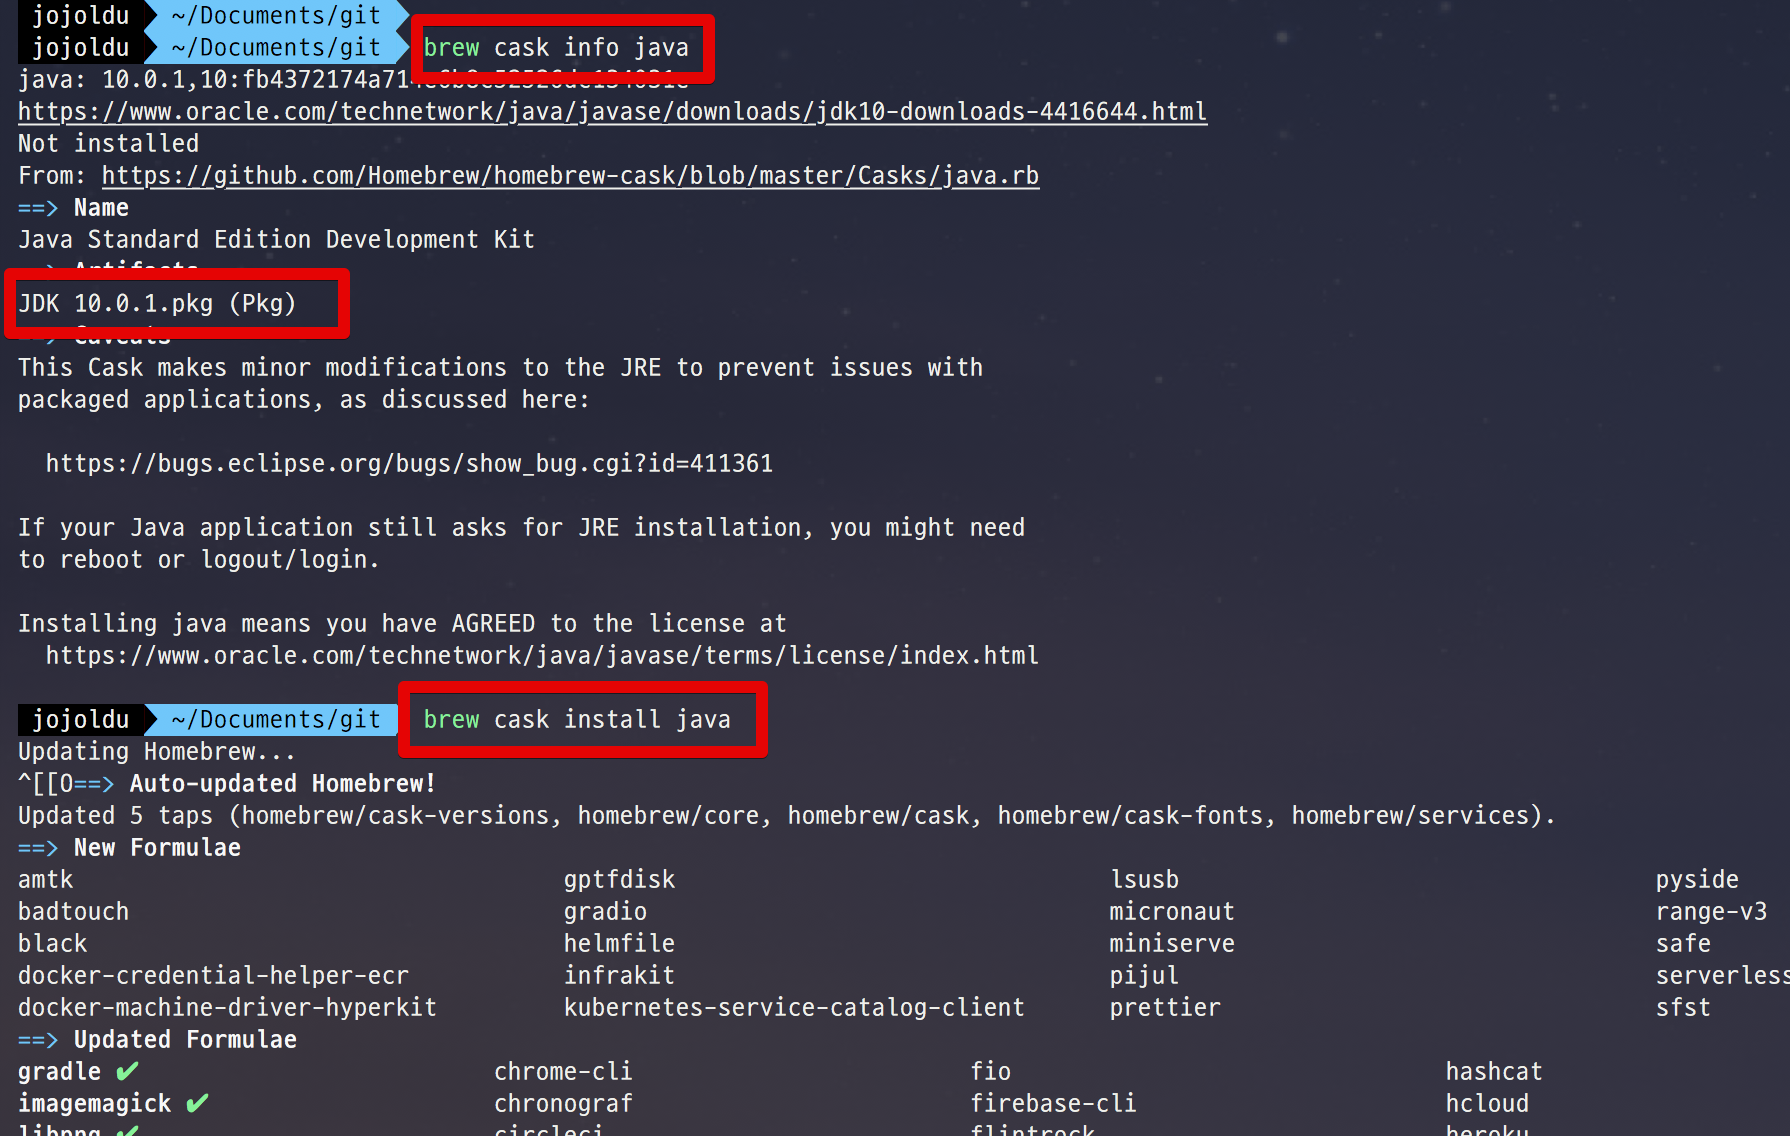 jojoldu ~/Documents/git
jojoldu ~/Documents/git brew cask info java
java: 10.0.1,10:fb4372174a71
https://www.oracle.com/technetwork/java/javase/downloads/jdk10-downloads-4416644.html
Not installed
From: https://github.com/Homebrew/homebrew-cask/blob/master/Casks/java.rb
==> Name
Java Standard Edition Development Kit
==> Artifacts
JDK 10.0.1.pkg (Pkg)
==> Caveats
This Cask makes minor modifications to the JRE to prevent issues with
packaged applications, as discussed here:
https://bugs.eclipse.org/bugs/show_bug.cgi?id=411361
If your Java application still asks for JRE installation, you might need
to reboot or logout/login.
Installing java means you have AGREED to the license at
https://www.oracle.com/technetwork/java/javase/terms/license/index.html
jojoldu ~/Documents/git brew cask install java
Updating Homebrew...
^[[O==> Auto-updated Homebrew!
Updated 5 taps (homebrew/cask-versions, homebrew/core, homebrew/cask, homebrew/cask-fonts, homebrew/services).
==> New Formulae
amtk gptfdisk lsusb pyside
badtouch gradio micronaut range-v3
black helmfile miniserve safe
docker-credential-helper-ecr infrakit pijul serverless
docker-machine-driver-hyperkit kubernetes-service-catalog-client prettier sfst
==> Updated Formulae
gradle ✔ chrome-cli fio hashcat
imagemagick ✔ chronograf firebase-cli hcloud
libpng ✔ circleci flintrock heroku